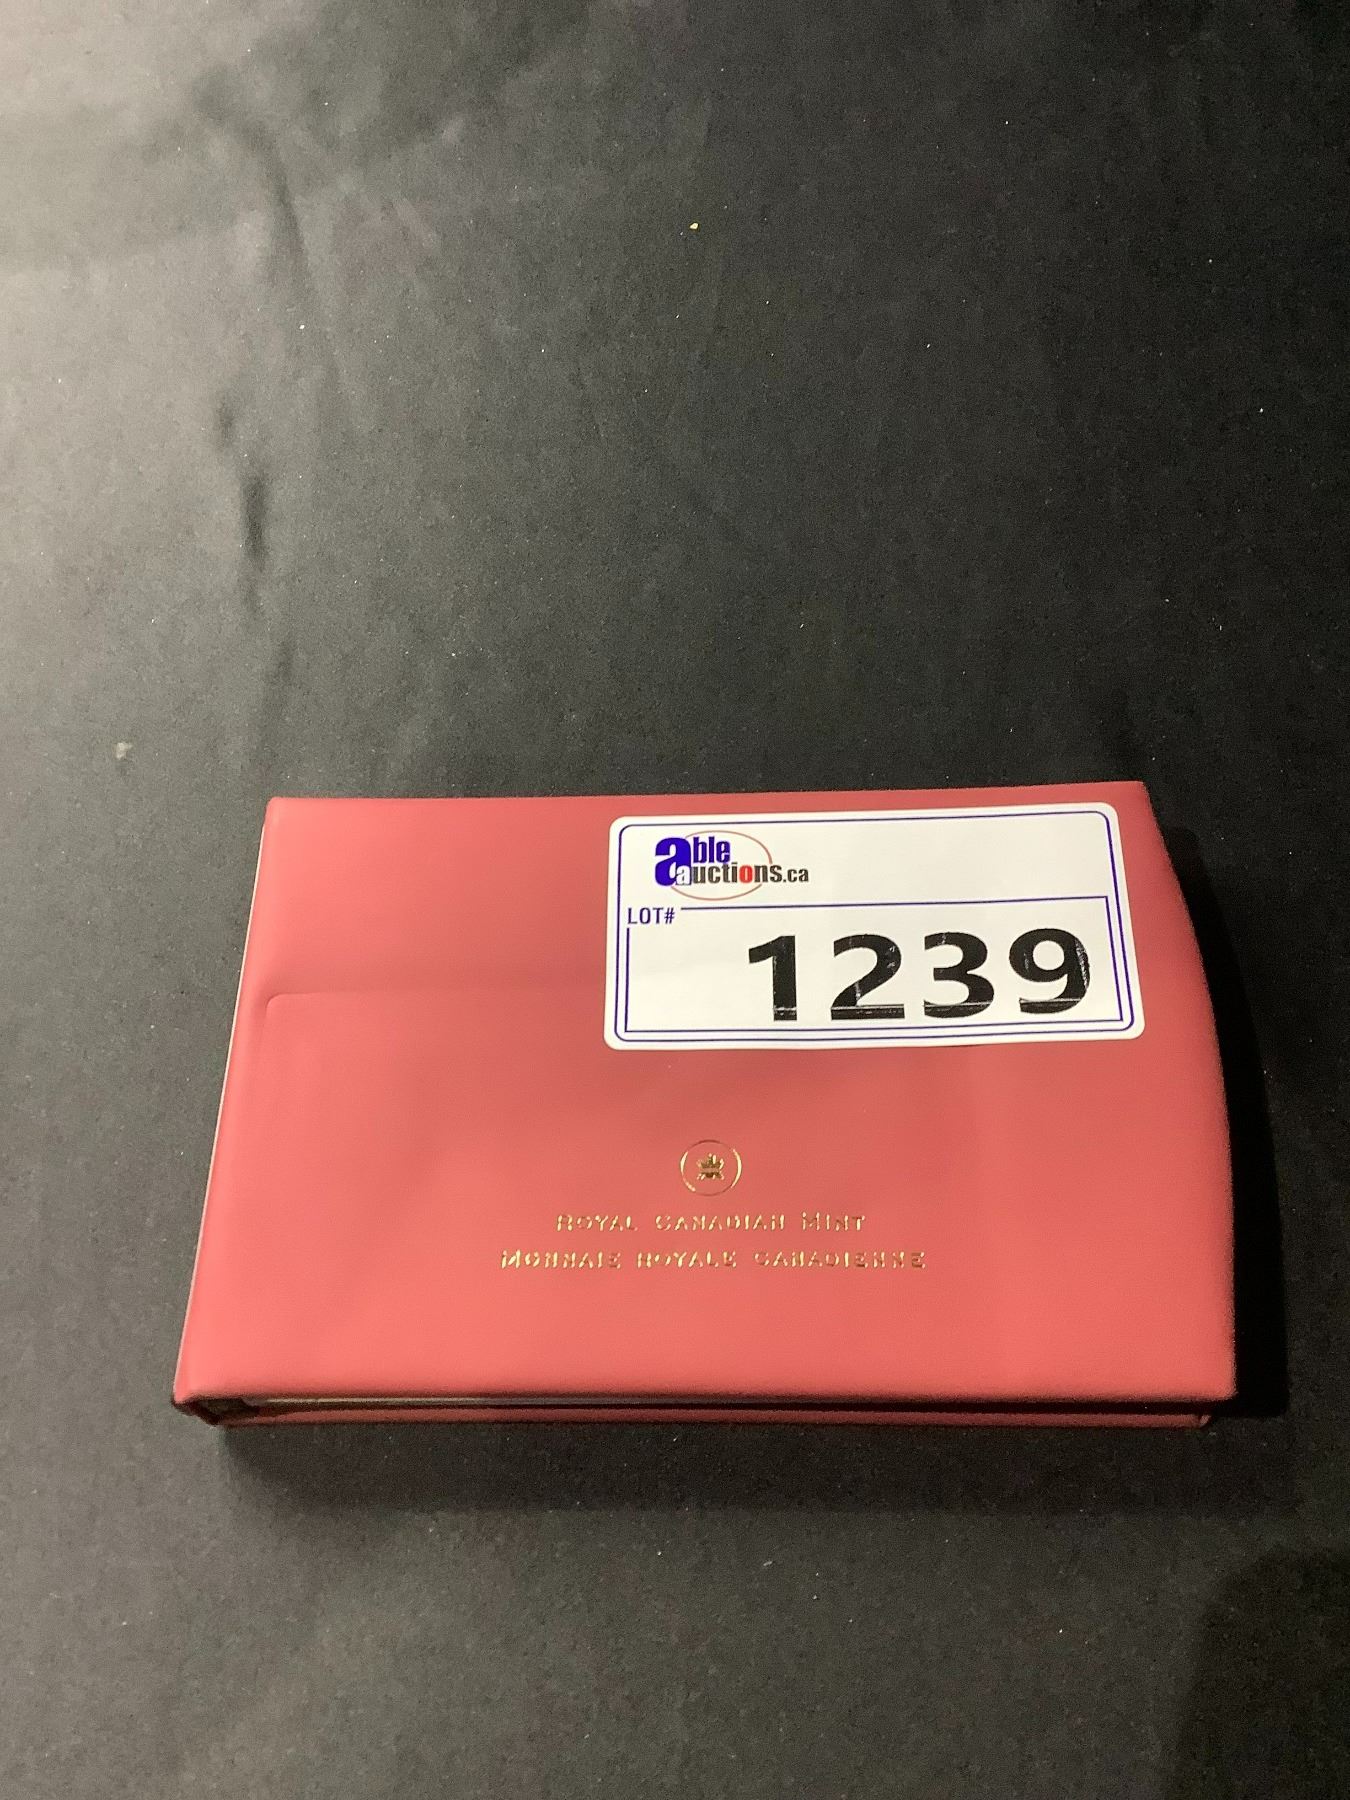 able
auctions.ca
LOT#
1239
ROYAL CANADIAN MINT
MONNAIE ROYALE CANADIENNE